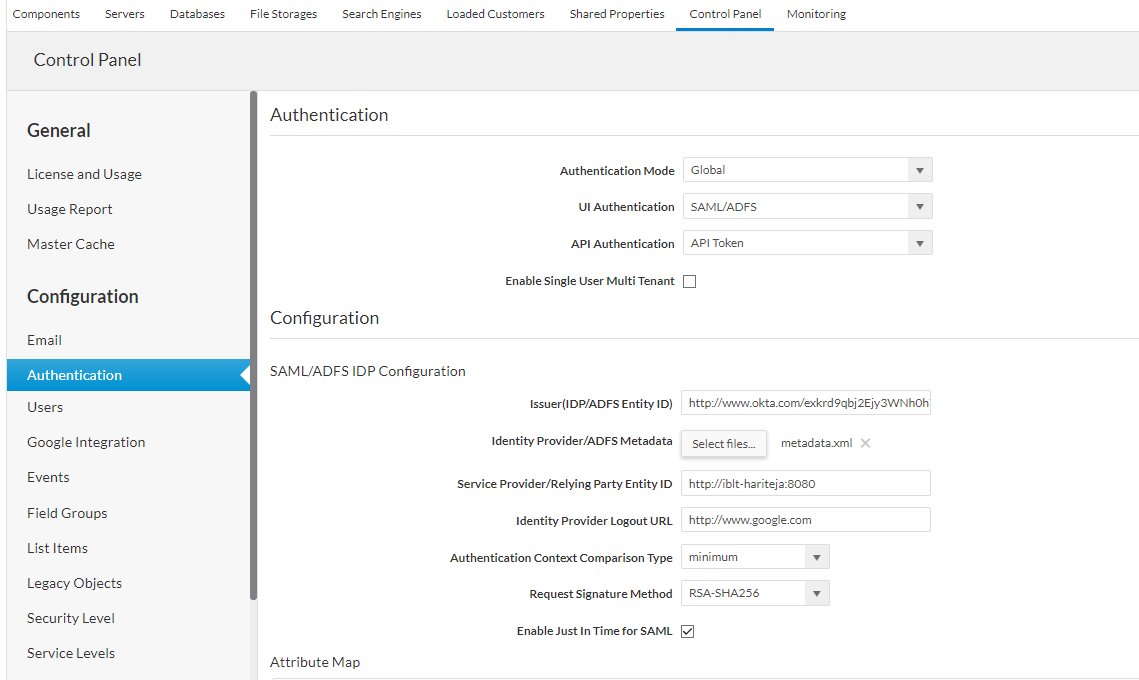 Components Servers Databases File Storages Search Engines Loaded Customers Shared Properties Control Panel Monitoring
Control Panel
General
License and Usage
Usage Report
Master Cache
Configuration
Email
Authentication
Users
Google Integration
Events
Field Groups
List Items
Legacy Objects
Security Level
Service Levels
Authentication
Authentication Mode Global
UI Authentication SAML/ADFS
API Authentication API Token
Enable Single User Multi Tenant
Configuration
SAML/ADFS IDP Configuration
Issuer(IDP/ADFS Entity ID) http://www.okta.com/exkrd9qbj2Ejy3WNh0h
Identity Provider/ADFS Metadata Select files... metadata.xml
Service Provider/Relying Party Entity ID http://iblt-hariteja:8080
Identity Provider Logout URL http://www.google.com
Authentication Context Comparison Type minimum
Request Signature Method RSA-SHA256
Enable Just In Time for SAML
Attribute Map